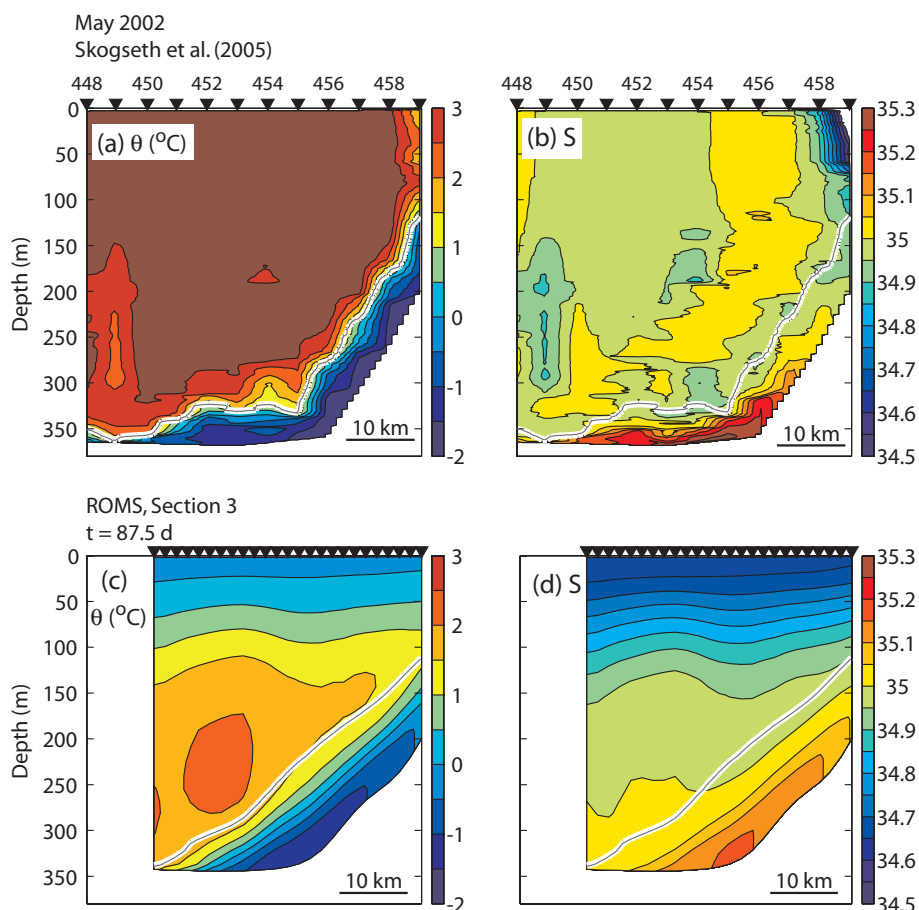 May 2002
Skogseth et al. (2005)
448 450 452 454 456 458
448 450 452 454 456 458
(a) θ (°C)
(b) S
Depth (m)
0
50
100
150
200
250
300
350
3
2
1
0
-1
-2
35.3
35.2
35.1
35
34.9
34.8
34.7
34.6
34.5
10 km
10 km
ROMS, Section 3
t = 87.5 d
(c)
θ (°C)
(d) S
Depth (m)
0
50
100
150
200
250
300
350
3
2
1
0
-1
-2
35.3
35.2
35.1
35
34.9
34.8
34.7
34.6
34.5
10 km
10 km